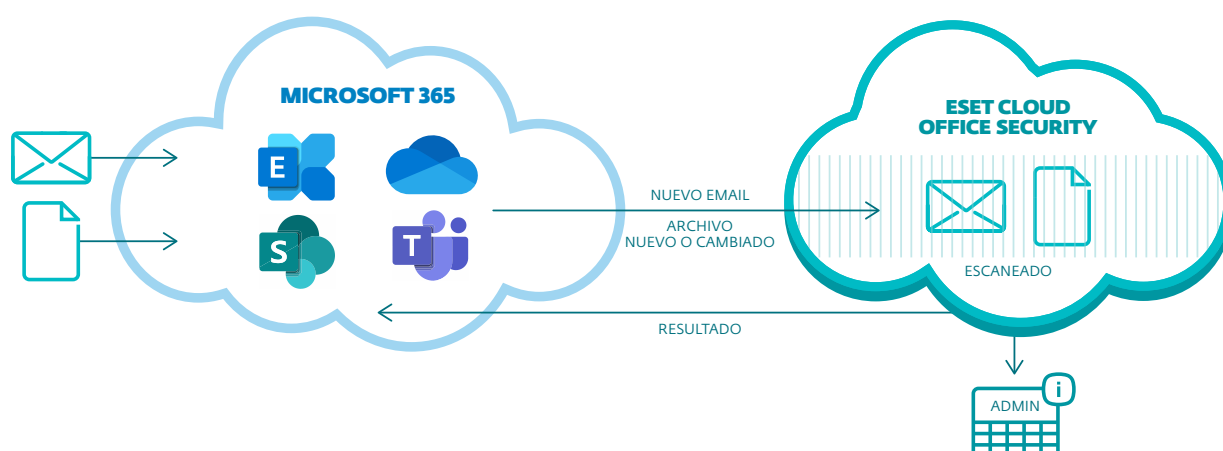 MICROSOFT 365
E
S
T
NUEVO EMAIL
ARCHIVO
NUEVO O CAMBIADO
RESULTADO
ESET CLOUD
OFFICE SECURITY
ESCANEADO
i
ADMIN